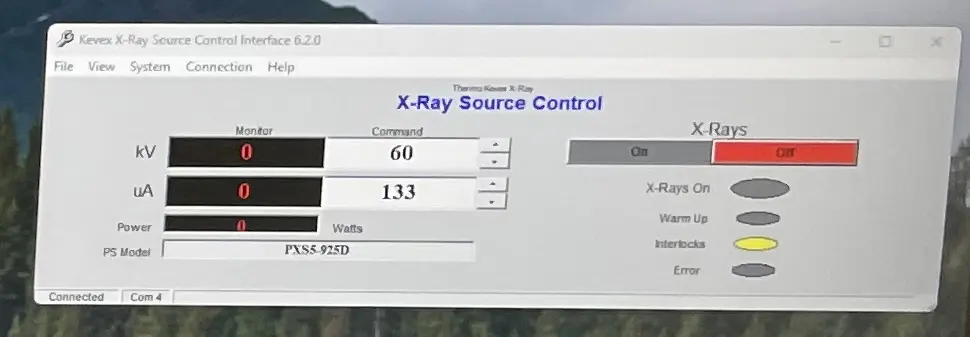 Kevex X-Ray Source Control Interface 6.2.0
File View System Connection Help
Thermo Kevex X-Ray
X-Ray Source Control
Monitor Command
kV 0 60
uA 0 133
Power 0 Watts
PS Model PXS5-925D
X-Rays
On Off
X-Rays On
Warm Up
Interlocks
Error
Connected Com 4